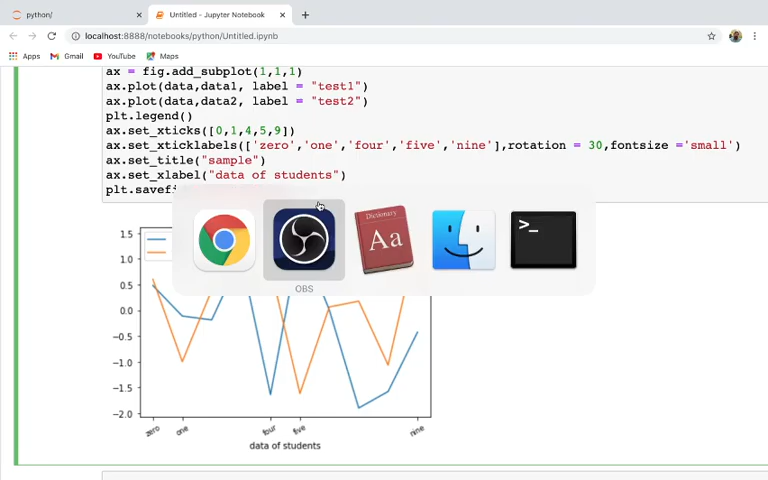 python/
Untitled - Jupyter Notebook
localhost:8888/notebooks/python/Untitled.ipynb
Apps
Gmail
YouTube
Maps
ax = fig.add_subplot(1,1,1)
ax.plot(data,data1, label = "test1")
ax.plot(data,data2, label = "test2")
plt.legend()
ax.set_xticks([0,1,4,5,9])
ax.set_xticklabels(['zero','one','four','five','nine'],rotation = 30,fontsize ='small')
ax.set_title("sample")
ax.set_xlabel("data of students")
plt.savef
Dictionary
Aa
>_
OBS
1.5
1.0
0.5
0.0
−0.5
−1.0
−1.5
−2.0
zero
one
four
five
nine
data of students